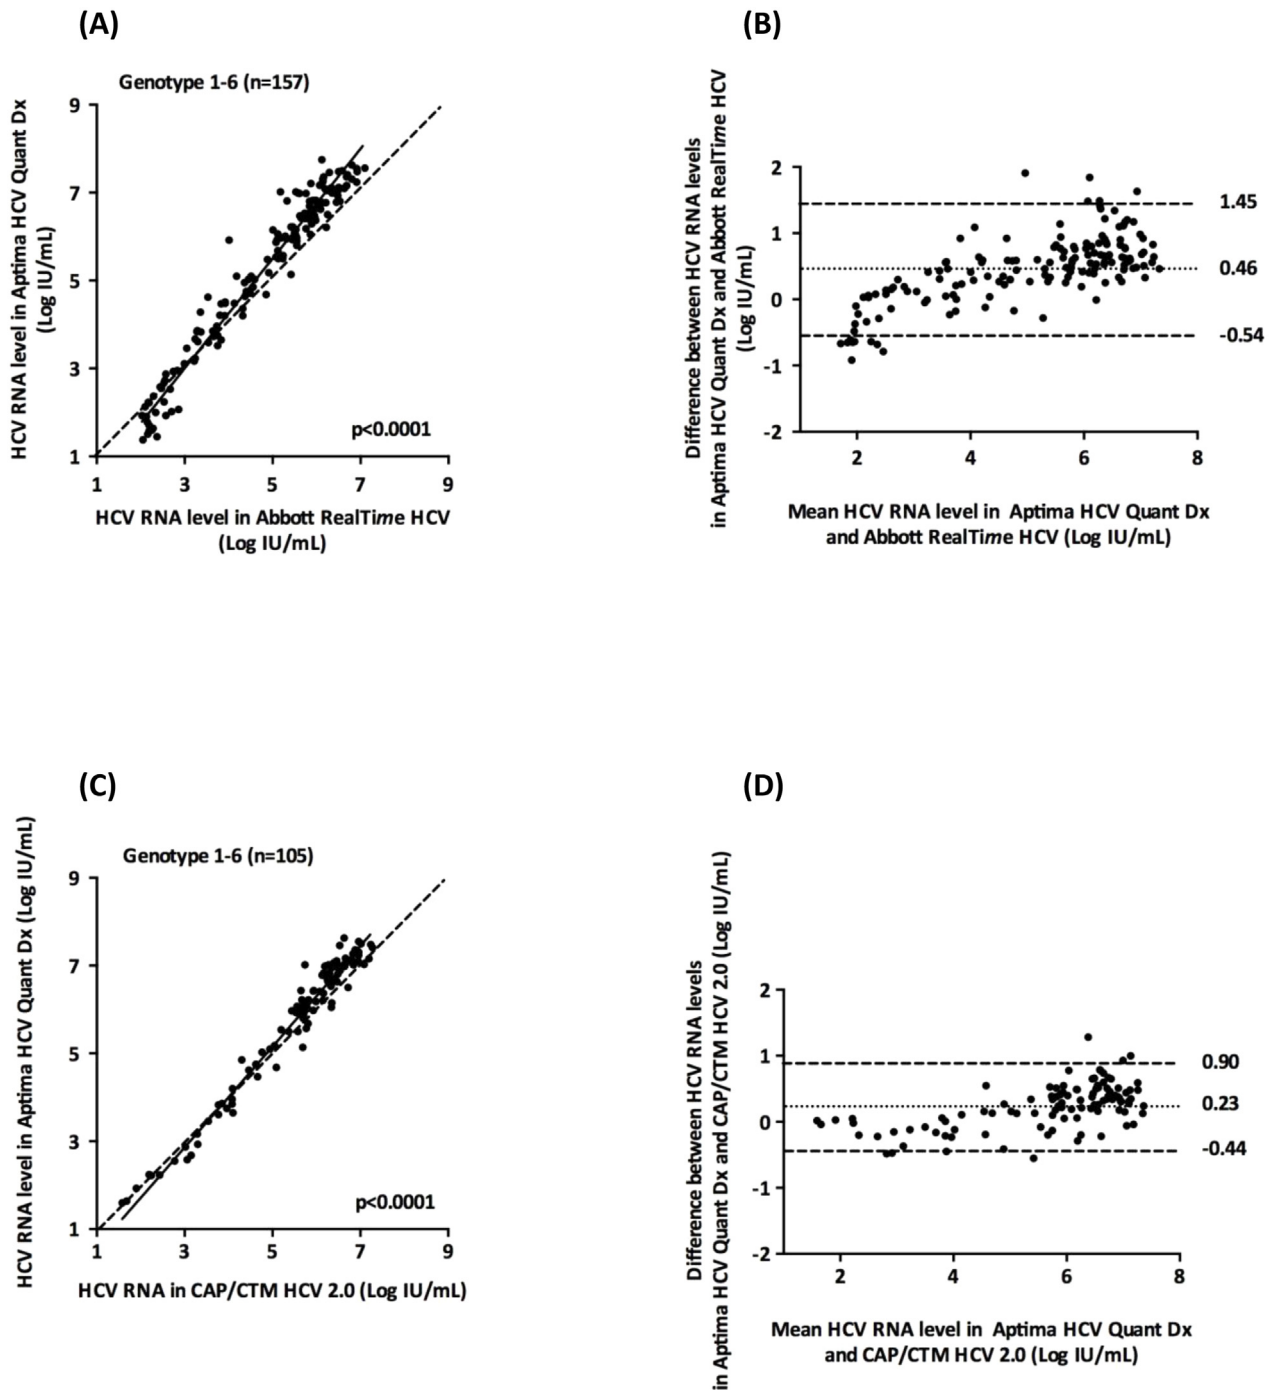 (A)
Genotype 1-6 (n=157)
HCV RNA level in Aptima HCV Quant Dx
(Log IU/mL)
9
7
5
3
1
p<0.0001
1 3 5 7 9
HCV RNA level in Abbott RealTime HCV
(Log IU/mL)
(B)
Difference between HCV RNA levels
in Aptima HCV Quant Dx and Abbott RealTime HCV
(Log IU/mL)
2
1
0
-1
-2
1.45
0.46
-0.54
2 4 6 8
Mean HCV RNA level in Aptima HCV Quant Dx
and Abbott RealTime HCV (Log IU/mL)
(C)
Genotype 1-6 (n=105)
HCV RNA level in Aptima HCV Quant Dx (Log IU/mL)
9
7
5
3
1
p<0.0001
1 3 5 7 9
HCV RNA in CAP/CTM HCV 2.0 (Log IU/mL)
(D)
Difference between HCV RNA levels
in Aptima HCV Quant Dx and CAP/CTM HCV 2.0 (Log IU/mL)
2
1
0
-1
-2
0.90
0.23
-0.44
2 4 6 8
Mean HCV RNA level in Aptima HCV Quant Dx
and CAP/CTM HCV 2.0 (Log IU/mL)